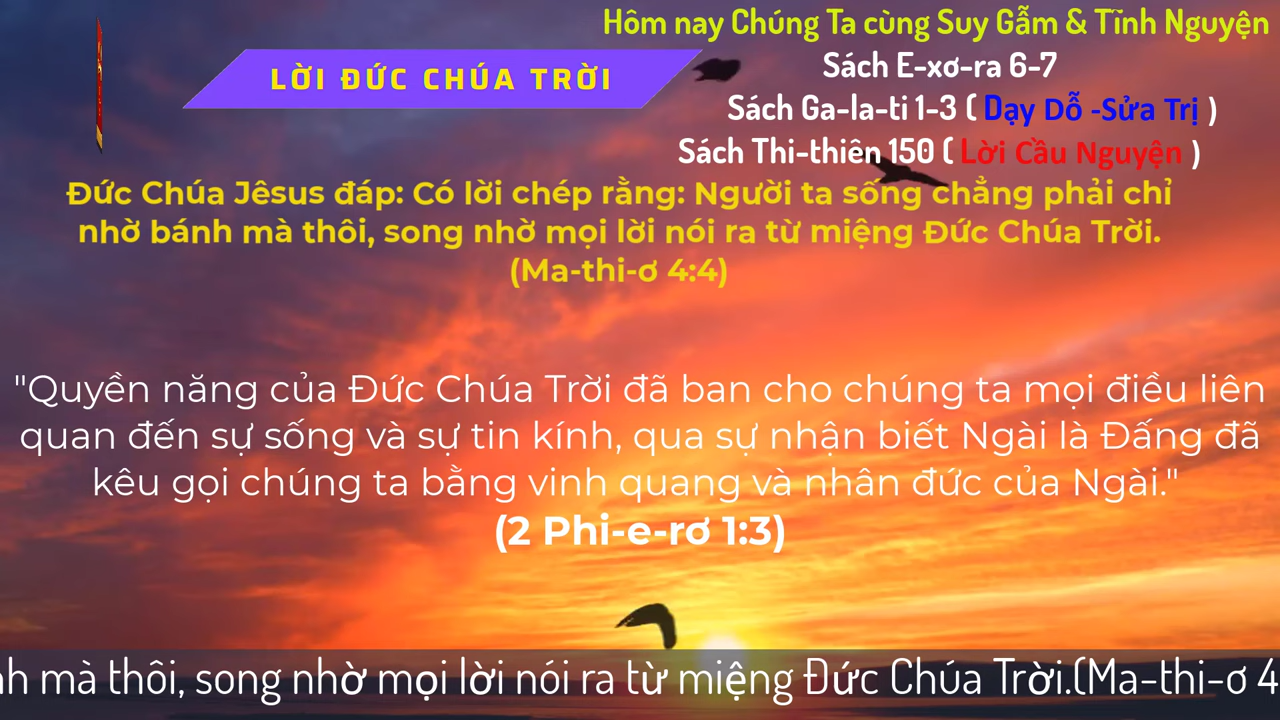 Hôm nay Chúng Ta cùng Suy Gẫm & Tĩnh Nguyện
LỜI ĐỨC CHÚA TRỜI
Sách E-xơ-ra 6-7
Sách Ga-la-ti 1-3 ( Dạy Dỗ -Sửa Trị )
Sách Thi-thiên 150 ( Lời Cầu Nguyện )
Đức Chúa Jêsus đáp: Có lời chép rằng: Người ta sống chẳng phải chỉ
nhờ bánh mà thôi, song nhờ mọi lời nói ra từ miệng Đức Chúa Trời.
(Ma-thi-ơ 4:4)
"Quyền năng của Đức Chúa Trời đã ban cho chúng ta mọi điều liên
quan đến sự sống và sự tin kính, qua sự nhận biết Ngài là Đấng đã
kêu gọi chúng ta bằng vinh quang và nhân đức của Ngài."
(2 Phi-e-rơ 1:3)
mà thôi, song nhờ mọi lời nói ra từ miệng Đức Chúa Trời.(Ma-thi-ơ 4